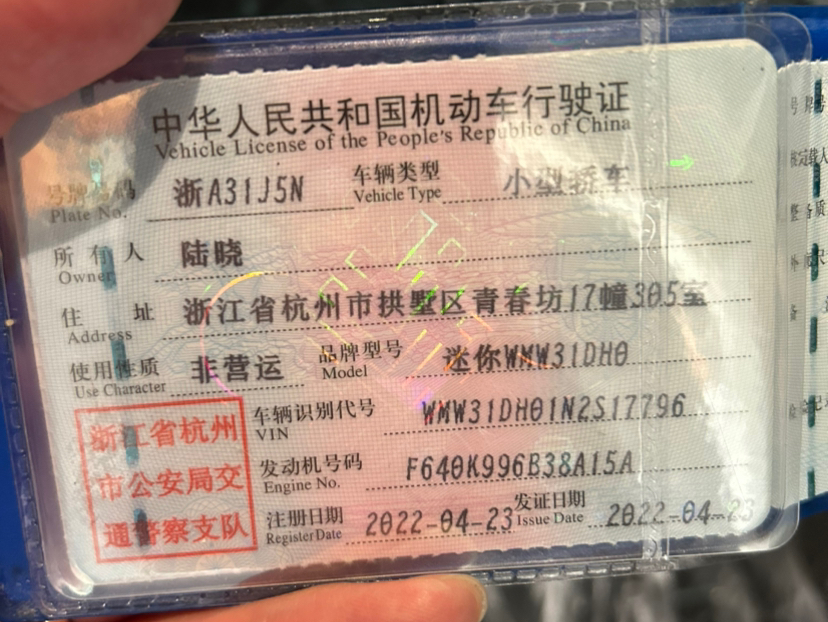 中华人民共和国机动车行驶证
Vehicle License of the People's Republic of China
号牌号码 浙A31J5N 车辆类型 小型轿车
Plate No. Vehicle Type
所有人 陆晓
Owner
住址 浙江省杭州市拱墅区青春坊17幢305室
Address
使用性质 非营运 品牌型号 迷你WMW31DH0
Use Character Model
浙江省杭州
市公安局交
通警察支队
车辆识别代号 WMW31DH01N2S17796
VIN
发动机号码 F640K996B38A15A
Engine No.
注册日期 2022-04-23 发证日期 2022-04-23
Register Date Issue Date